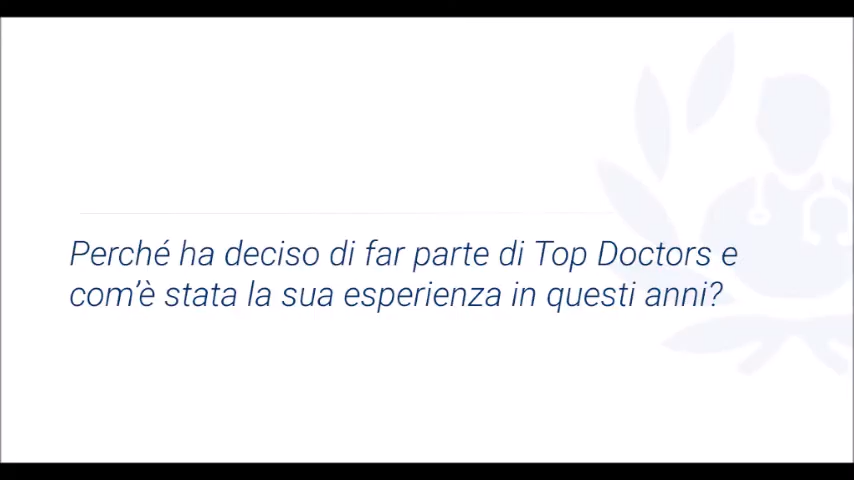 Perché ha deciso di far parte di Top Doctors e
com’è stata la sua esperienza in questi anni?